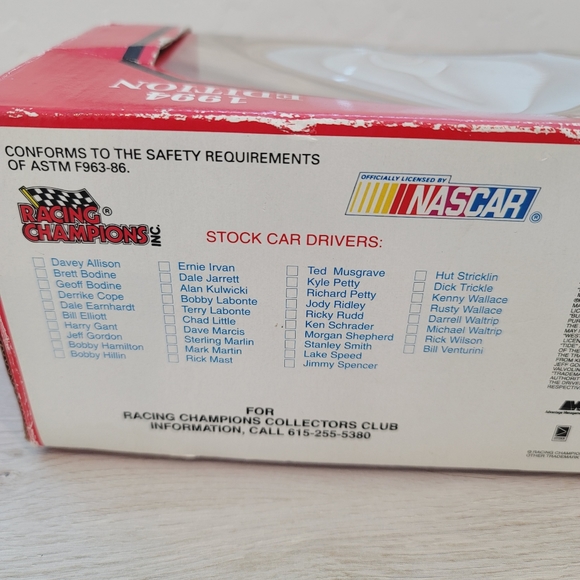 1994
EDITION
CONFORMS TO THE SAFETY REQUIREMENTS
OF ASTM F963-86.
OFFICIALLY LICENSED BY
NASCAR®
RACING®
CHAMPIONS INC.
STOCK CAR DRIVERS:
Davey Allison
Brett Bodine
Geoff Bodine
Derrike Cope
Dale Earnhardt
Bill Elliott
Harry Gant
Jeff Gordon
Bobby Hamilton
Bobby Hillin
Ernie Irvan
Dale Jarrett
Alan Kulwicki
Bobby Labonte
Terry Labonte
Chad Little
Dave Marcis
Sterling Marlin
Mark Martin
Rick Mast
Ted Musgrave
Kyle Petty
Richard Petty
Jody Ridley
Ricky Rudd
Ken Schrader
Morgan Shepherd
Stanley Smith
Lake Speed
Jimmy Spencer
Hut Stricklin
Dick Trickle
Kenny Wallace
Rusty Wallace
Darrell Waltrip
Michael Waltrip
Rick Wilson
Bill Venturini
FOR
RACING CHAMPIONS COLLECTORS CLUB
INFORMATION, CALL 615-255-5380